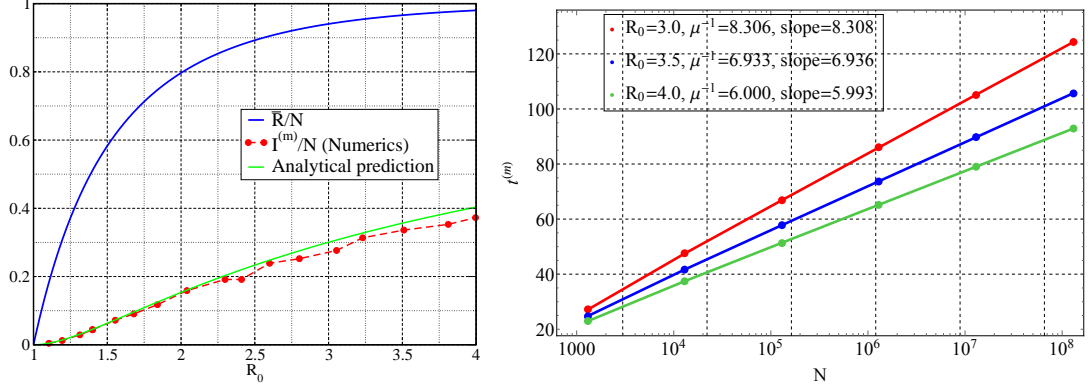 1
0.8
0.6
0.4
0.2
0
1
1.5
2
2.5
3
3.5
4
R₀
R̅/N
I⁽ᵐ⁾/N (Numerics)
Analytical prediction
R₀=3.0, μ⁻¹=8.306, slope=8.308
R₀=3.5, μ⁻¹=6.933, slope=6.936
R₀=4.0, μ⁻¹=6.000, slope=5.993
t⁽ᵐ⁾
120
100
80
60
40
20
1000
10⁴
10⁵
10⁶
10⁷
10⁸
N